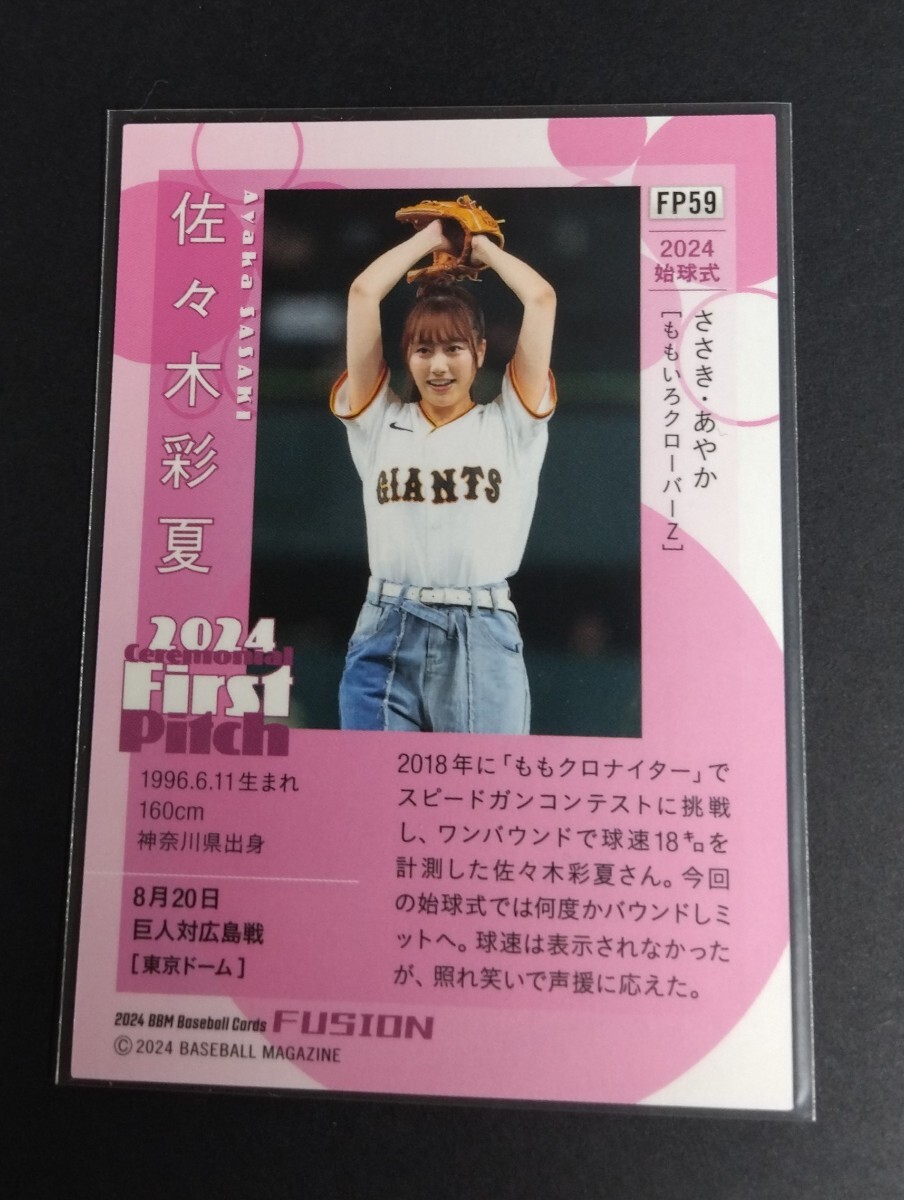 FP59
2024
始球式
ささき・あやか
[ももいろクローバーZ]
佐々木彩夏
Ayaka SASAKI
GIANTS
2024
Ceremonial
First
Pitch
1996.6.11生まれ
160cm
神奈川県出身
8月20日
巨人対広島戦
[東京ドーム]
2018年に「ももクロナイター」で
スピードガンコンテストに挑戦
し、ワンバウンドで球速18㌔を
計測した佐々木彩夏さん。今回
の始球式では何度かバウンドしミ
ットへ。球速は表示されなかった
が、照れ笑いで声援に応えた。
2024 BBM Baseball Cards FUSION
©2024 BASEBALL MAGAZINE